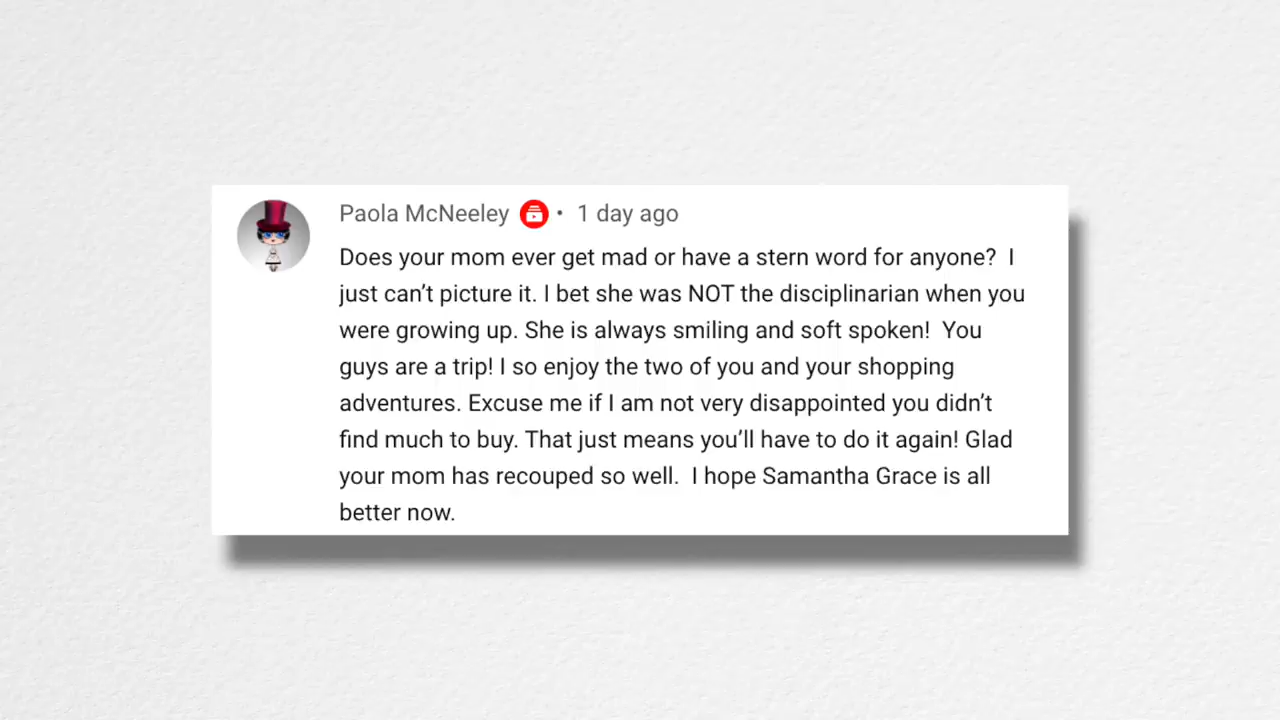 Paola McNeeley • 1 day ago
Does your mom ever get mad or have a stern word for anyone?  I
just can’t picture it. I bet she was NOT the disciplinarian when you
were growing up. She is always smiling and soft spoken!  You
guys are a trip! I so enjoy the two of you and your shopping
adventures. Excuse me if I am not very disappointed you didn’t
find much to buy. That just means you’ll have to do it again! Glad
your mom has recouped so well.  I hope Samantha Grace is all
better now.